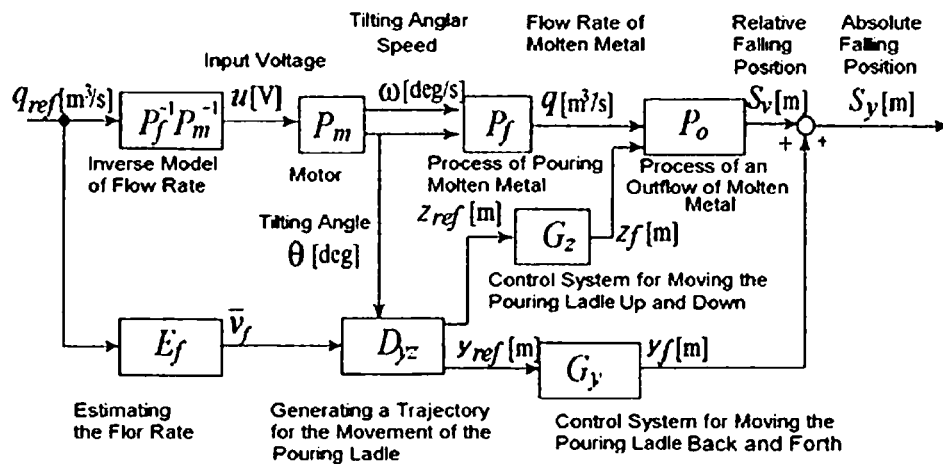 Tilting Anglar
Speed
Flow Rate of
Molten Metal
Relative
Falling
Position
Absolute
Falling
Position
Input Voltage
q_ref [m³/s]
u [V]
ω [deg/s]
q [m³/s]
S_v [m]
S_y [m]
P_f⁻¹ P_m⁻¹
P_m
P_f
P_o
+
+
Inverse Model
of Flow Rate
Motor
Process of Pouring
Molten Metal
Process of an
Outflow of Molten
Metal
Tilting Angle
θ [deg]
z_ref [m]
G_z
z_f [m]
Control System for Moving the
Pouring Ladle Up and Down
E_f
v̄_f
D_yz
y_ref [m]
G_y
y_f [m]
Estimating
the Flor Rate
Generating a Trajectory
for the Movement of the
Pouring Ladle
Control System for Moving the
Pouring Ladle Back and Forth